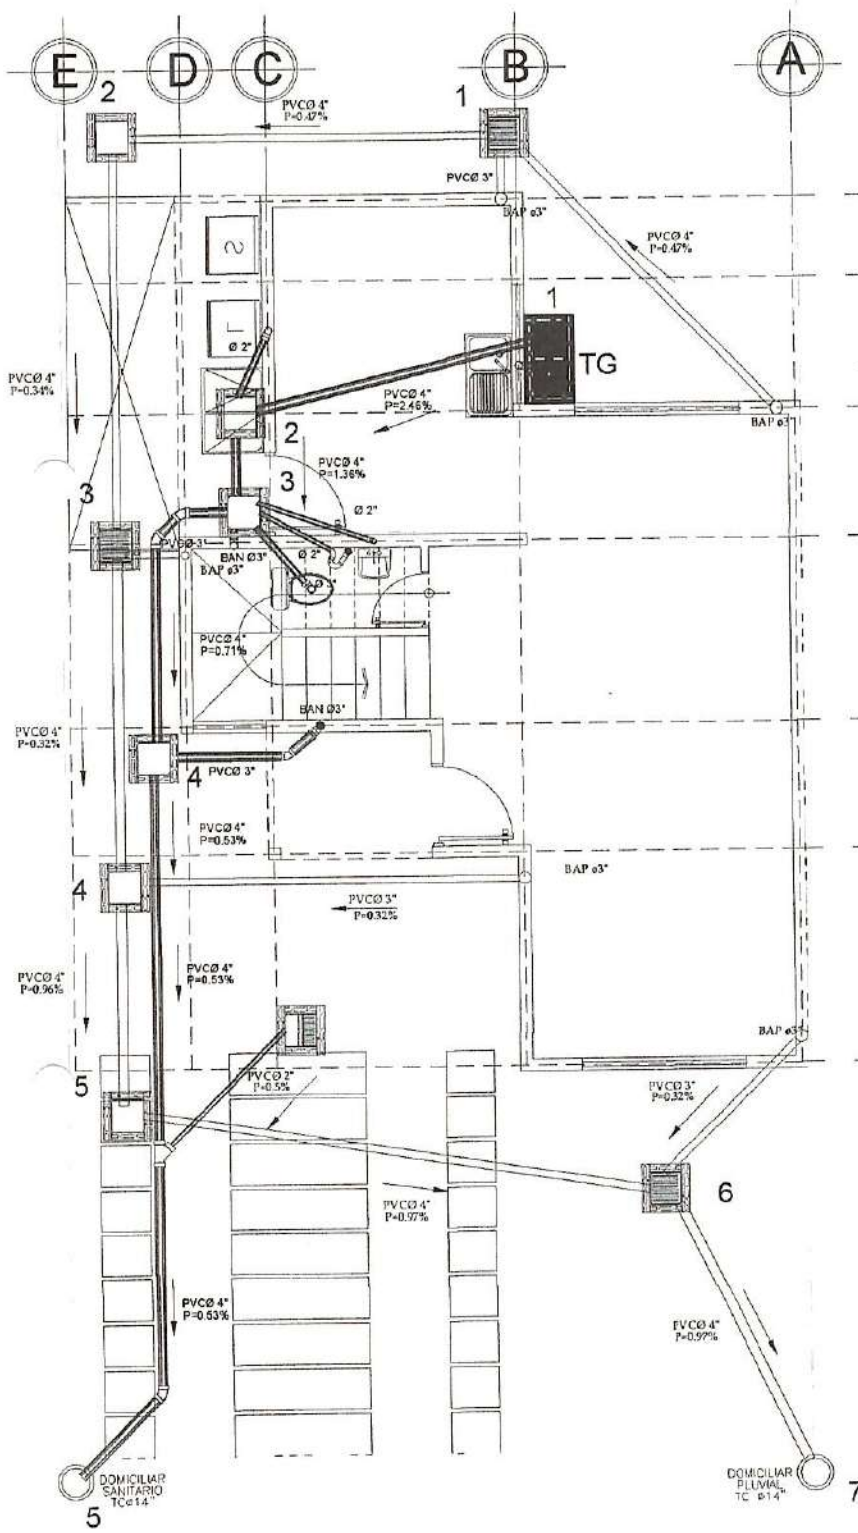 E D C B A
2
1
PVCØ 4"
P=0.47%
PVCØ 3"
BAP ø3"
PVCØ 4"
P=0.47%
S
L
1
TG
Ø 2"
PVCØ 4"
P=0.34%
PVCØ 4"
P=2.46%
BAP ø3"
2
PVCØ 4"
P=1.36%
3
3
Ø 2"
PVCØ 3"
BAN Ø3"
Ø 2"
BAP ø3"
Ø 3"
PVCØ 4"
P=0.71%
BAN Ø3"
PVCØ 4"
P=0.32%
4
PVCØ 3"
PVCØ 4"
P=0.53%
4
BAP ø3"
PVCØ 3"
P=0.32%
PVCØ 4"
P=0.96%
PVCØ 4"
P=0.53%
BAP ø3"
5
PVCØ 2"
P=0.5%
PVCØ 3"
P=0.32%
6
PVCØ 4"
P=0.97%
PVCØ 4"
P=0.53%
PVCØ 4"
P=0.97%
DOMICILIAR
SANITARIO
TCø14"
5
DOMICILIAR
PLUVIAL
TC ø14"
7